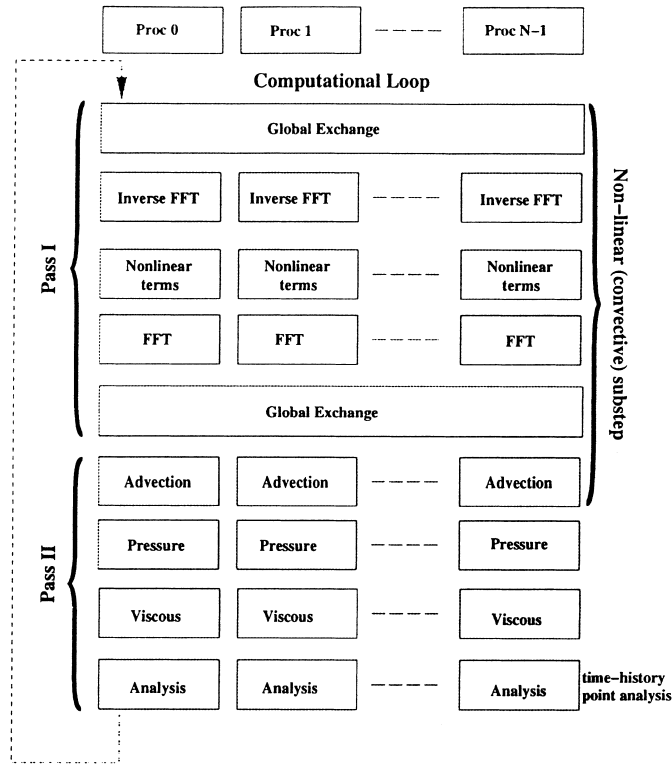 Proc 0
Proc 1
Proc N-1
Computational Loop
Global Exchange
Inverse FFT
Inverse FFT
Inverse FFT
Nonlinear
terms
Nonlinear
terms
Nonlinear
terms
FFT
FFT
FFT
Global Exchange
Pass I
Non-linear (convective) substep
Advection
Advection
Advection
Pressure
Pressure
Pressure
Viscous
Viscous
Viscous
Analysis
Analysis
Analysis
time-history
point analysis
Pass II